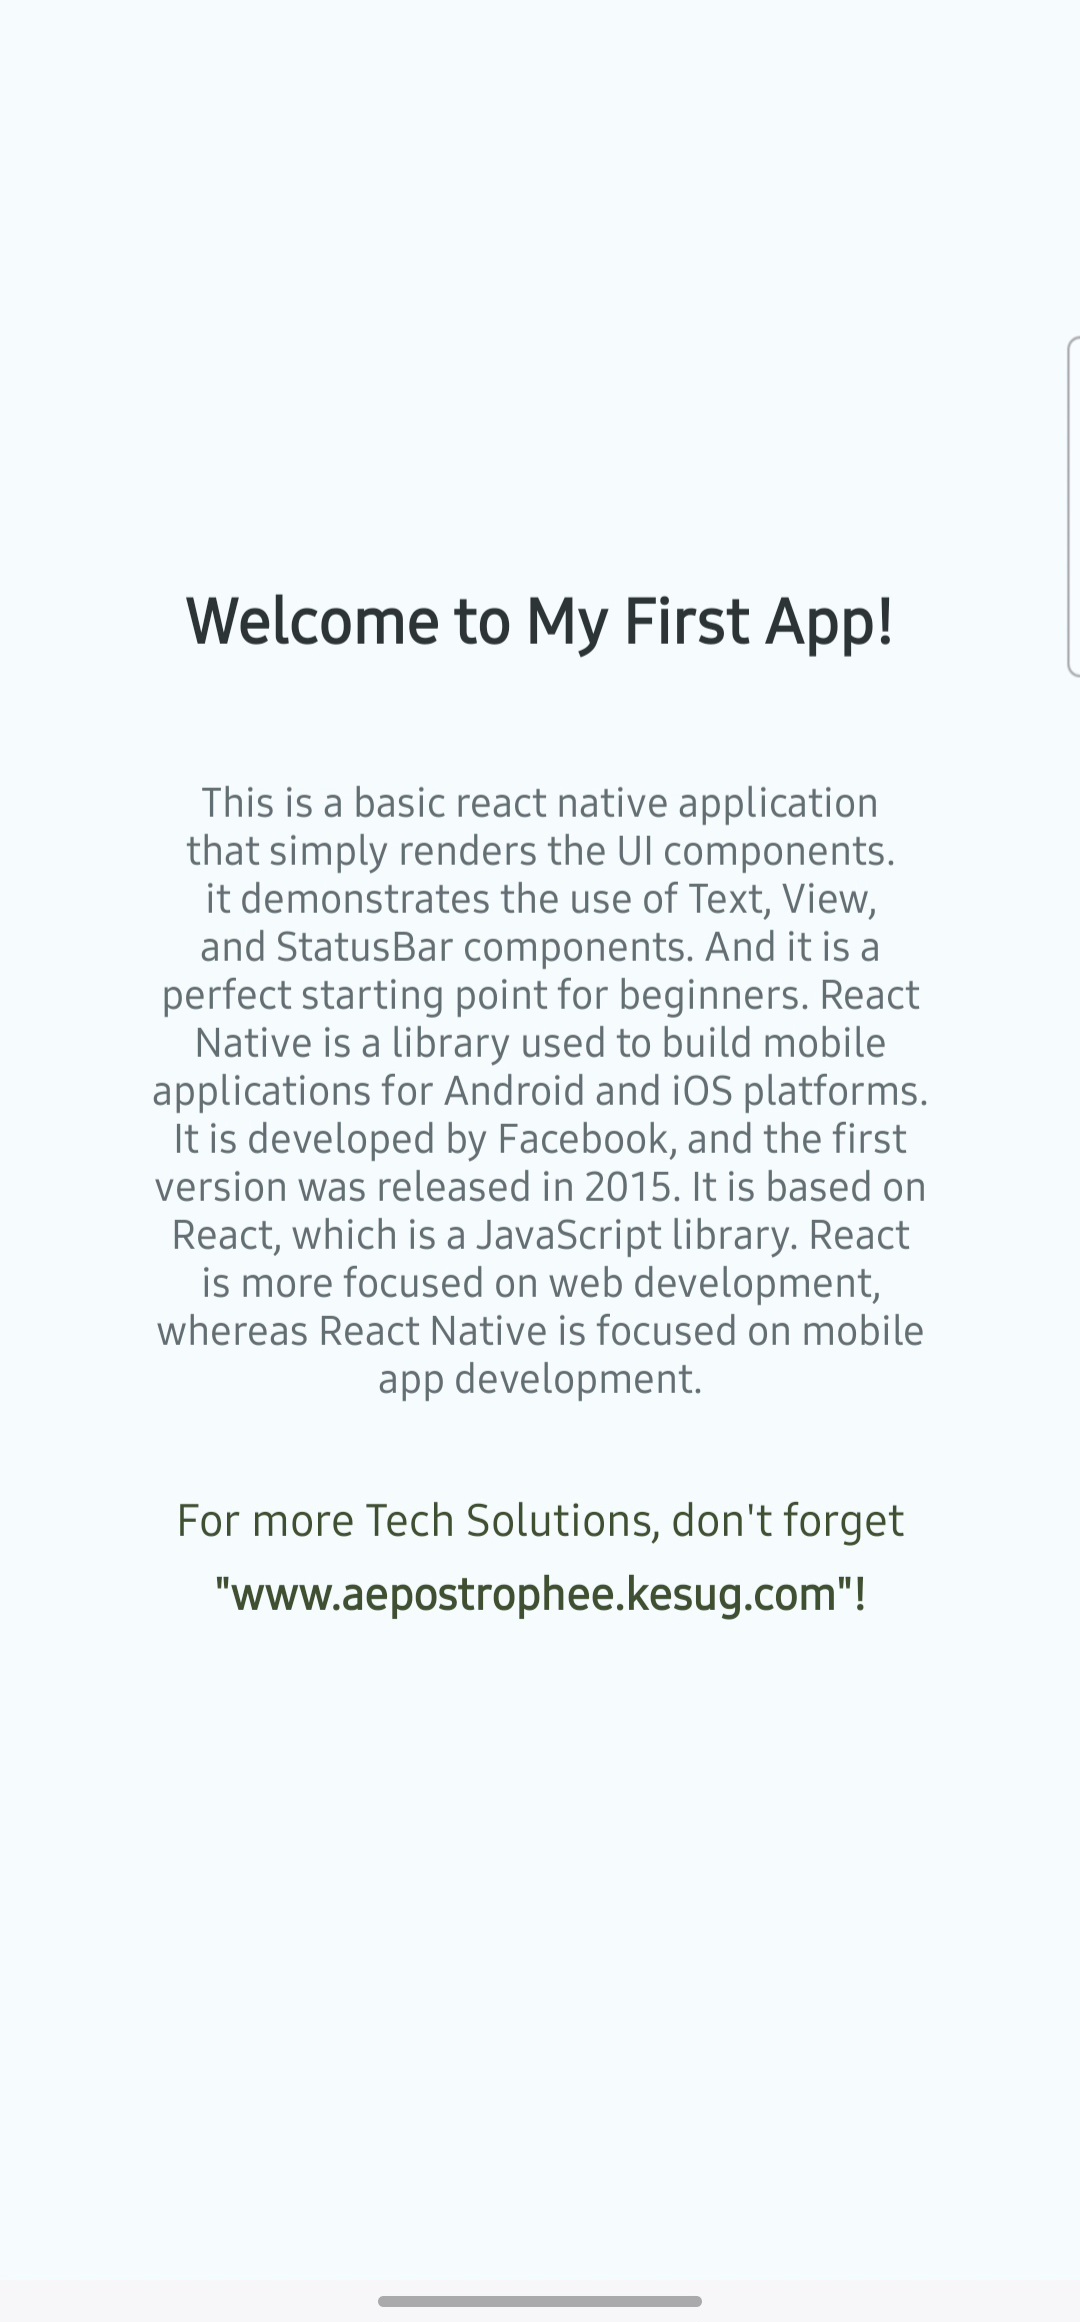 Welcome to My First App!
This is a basic react native application
that simply renders the UI components.
it demonstrates the use of Text, View,
and StatusBar components. And it is a
perfect starting point for beginners. React
Native is a library used to build mobile
applications for Android and iOS platforms.
It is developed by Facebook, and the first
version was released in 2015. It is based on
React, which is a JavaScript library. React
is more focused on web development,
whereas React Native is focused on mobile
app development.
For more Tech Solutions, don't forget
"www.aepostrophee.kesug.com"!